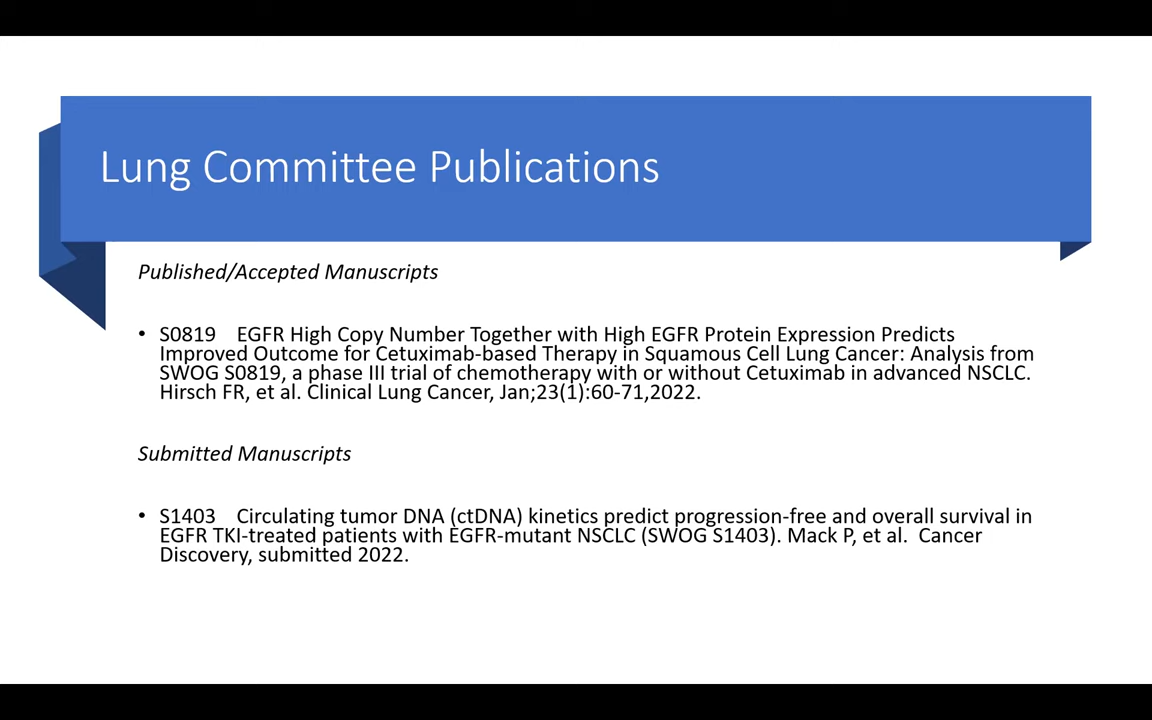 Lung Committee Publications
Published/Accepted Manuscripts
• S0819 EGFR High Copy Number Together with High EGFR Protein Expression Predicts
Improved Outcome for Cetuximab-based Therapy in Squamous Cell Lung Cancer: Analysis from
SWOG S0819, a phase III trial of chemotherapy with or without Cetuximab in advanced NSCLC.
Hirsch FR, et al. Clinical Lung Cancer, Jan;23(1):60-71,2022.
Submitted Manuscripts
• S1403 Circulating tumor DNA (ctDNA) kinetics predict progression-free and overall survival in
EGFR TKI-treated patients with EGFR-mutant NSCLC (SWOG S1403). Mack P, et al. Cancer
Discovery, submitted 2022.